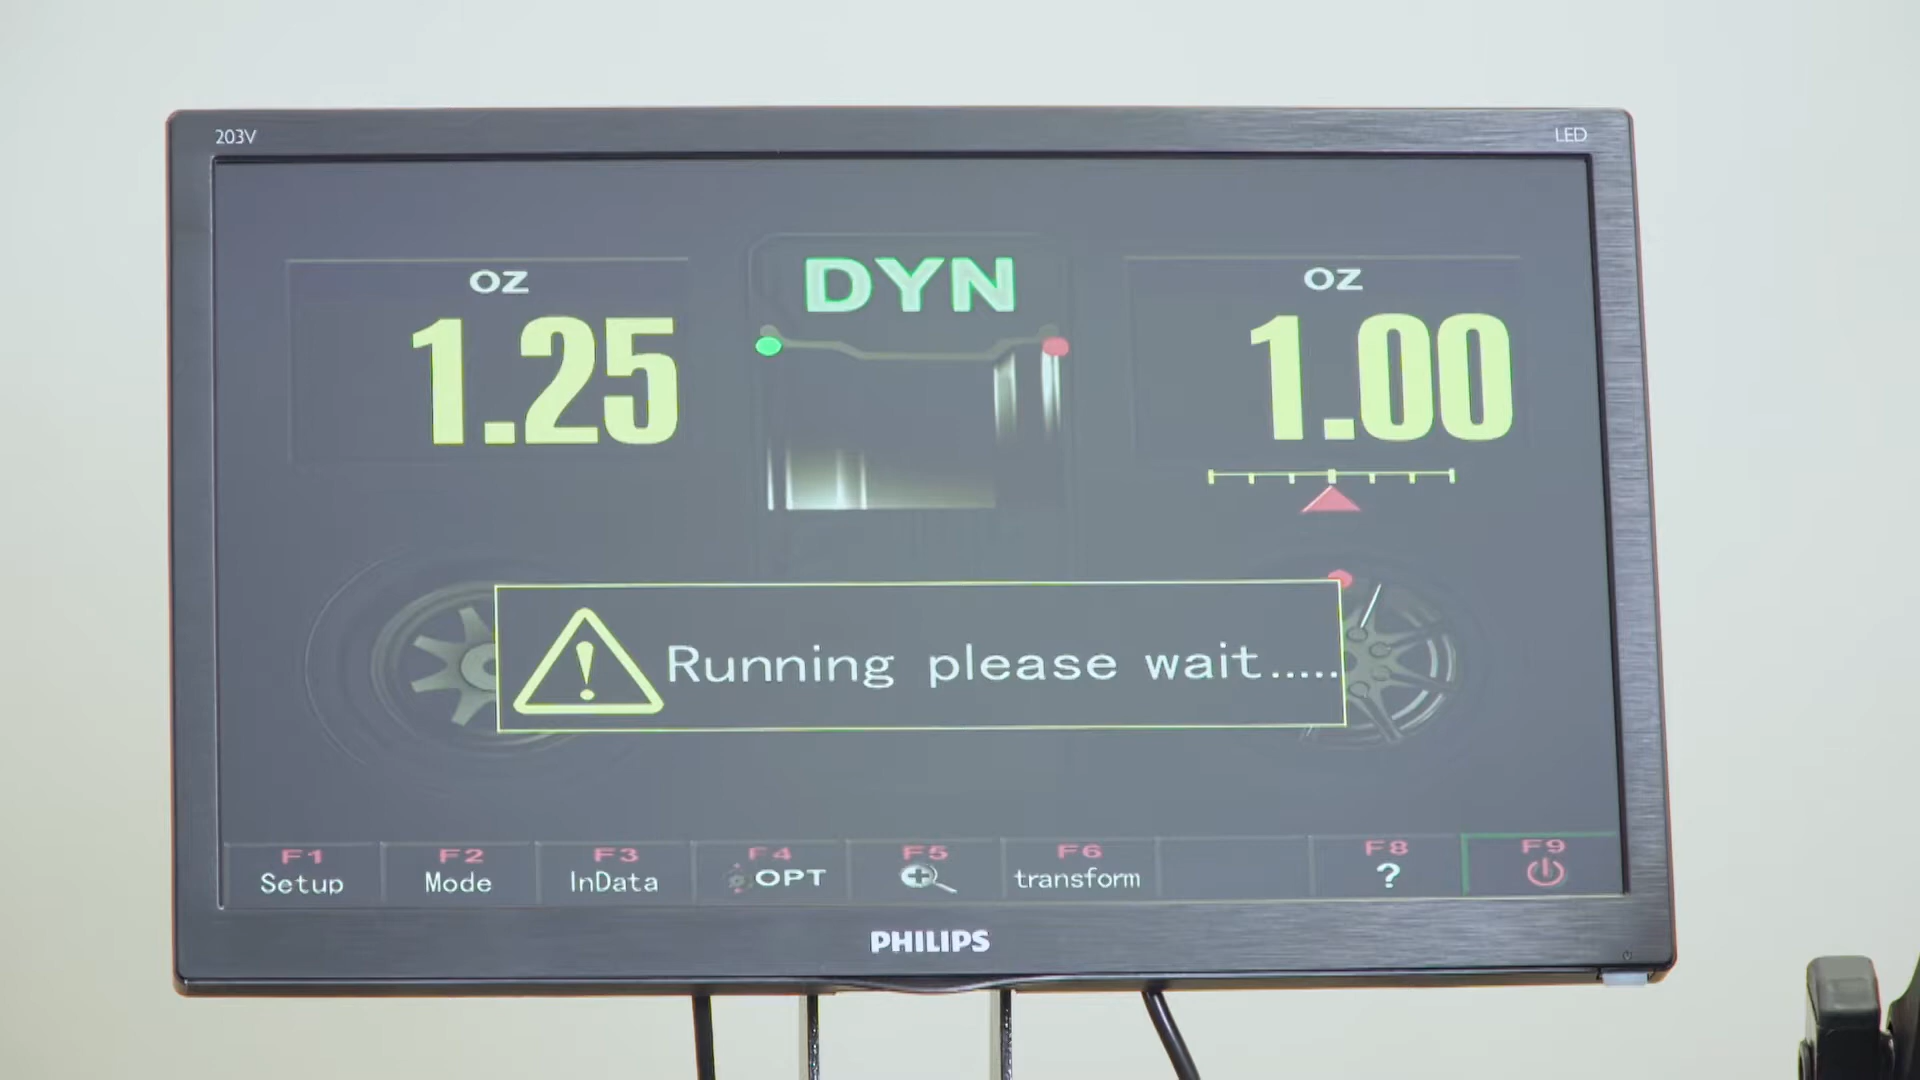 203V
LED
OZ
1.25
DYN
OZ
1.00
! Running please wait.....
F1
Setup
F2
Mode
F3
InData
F4
OPT
F5
F6
transform
F8
?
F9
PHILIPS